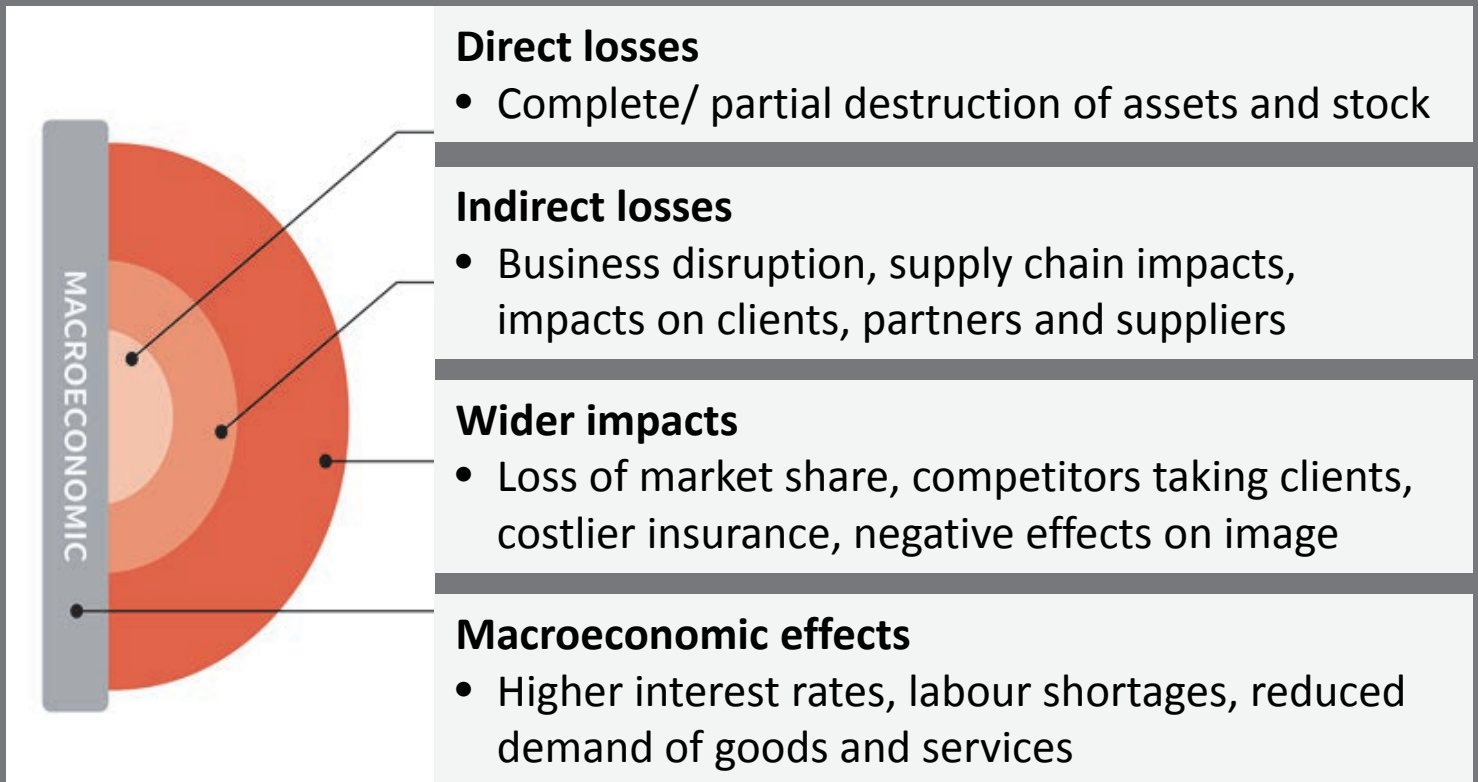 MACROECONOMIC
Direct losses
• Complete/ partial destruction of assets and stock
Indirect losses
• Business disruption, supply chain impacts,
impacts on clients, partners and suppliers
Wider impacts
• Loss of market share, competitors taking clients,
costlier insurance, negative effects on image
Macroeconomic effects
• Higher interest rates, labour shortages, reduced
demand of goods and services